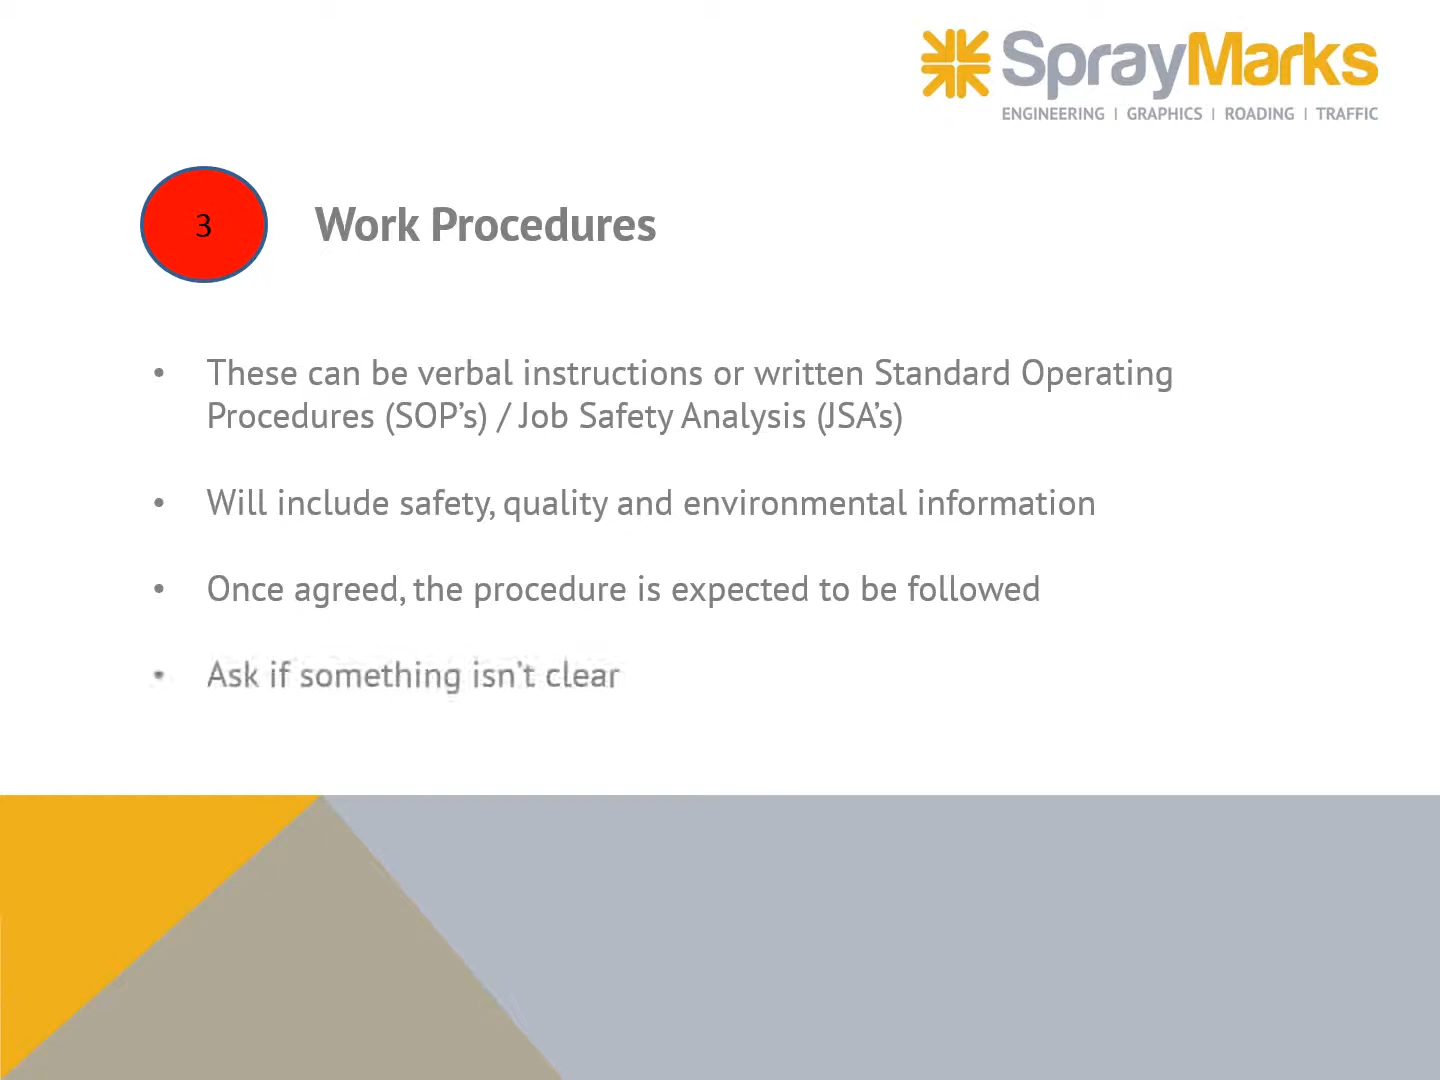 SprayMarks
ENGINEERING | GRAPHICS | ROADING | TRAFFIC
3
Work Procedures
• These can be verbal instructions or written Standard Operating
Procedures (SOP’s) / Job Safety Analysis (JSA’s)
• Will include safety, quality and environmental information
• Once agreed, the procedure is expected to be followed
• Ask if something isn’t clear